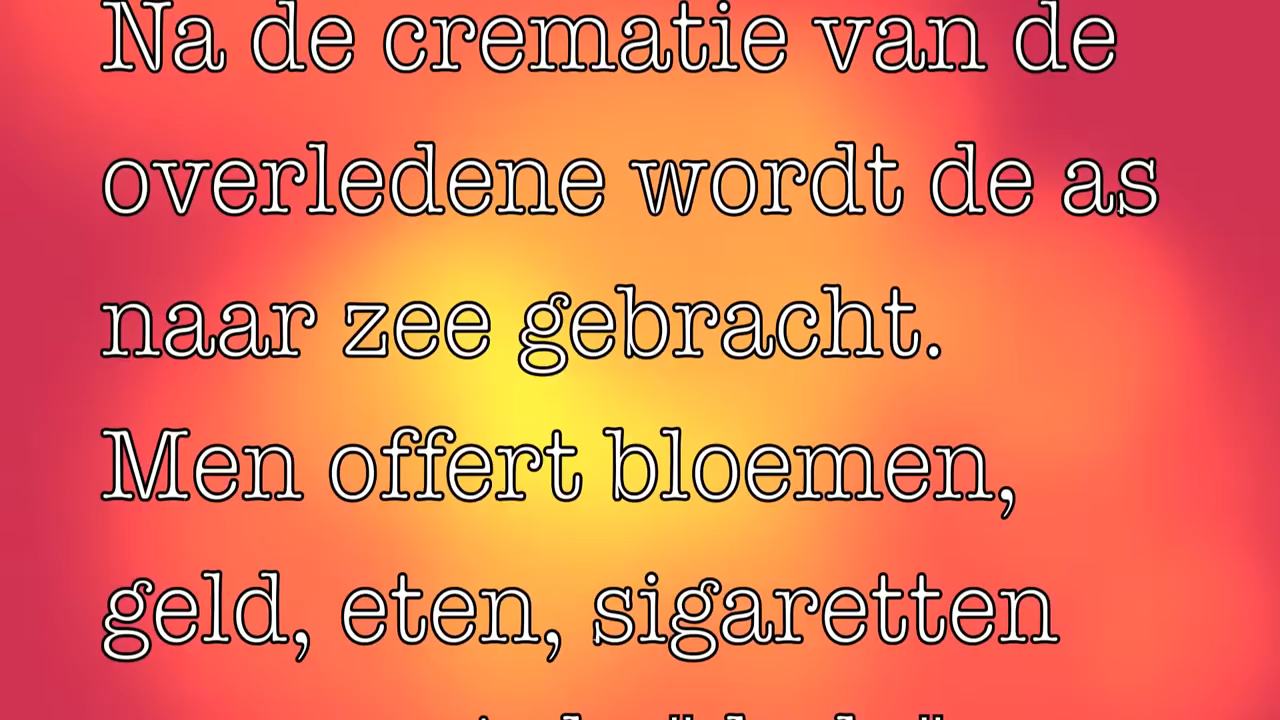 Na de crematie van de
overledene wordt de as
naar zee gebracht.
Men offert bloemen,
geld, eten, sigaretten